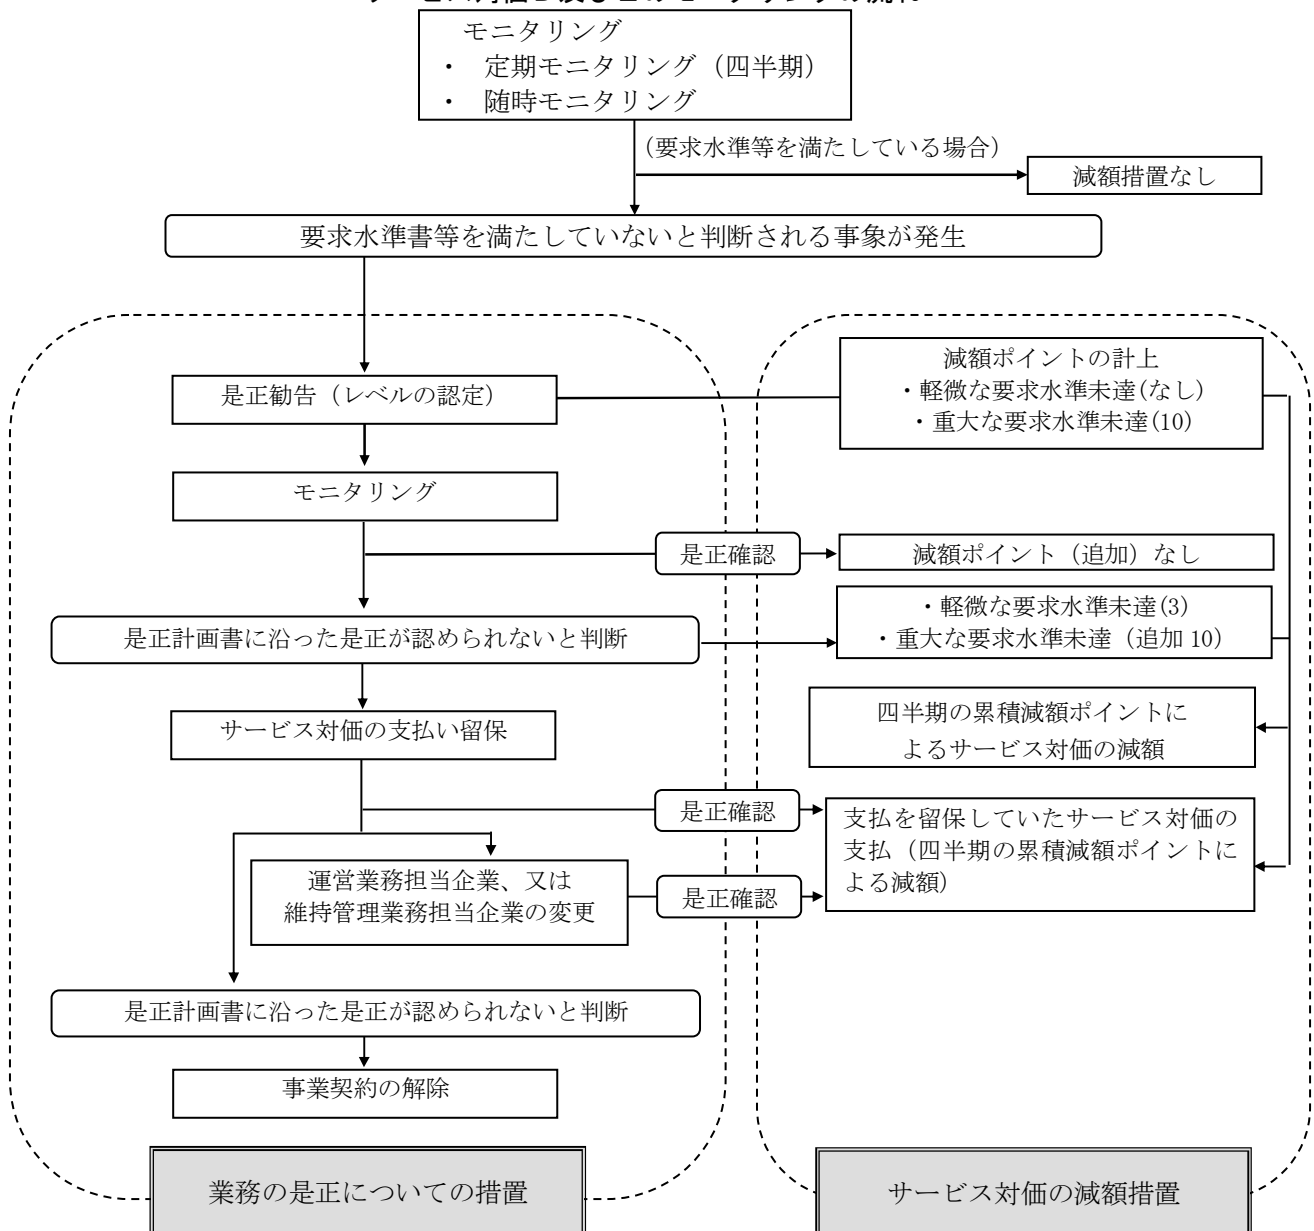 モニタリング
・ 定期モニタリング（四半期）
・ 随時モニタリング
（要求水準等を満たしている場合）
減額措置なし
要求水準書等を満たしていないと判断される事象が発生
減額ポイントの計上
・軽微な要求水準未達(なし)
・重大な要求水準未達(10)
是正勧告（レベルの認定）
モニタリング
是正確認
減額ポイント（追加）なし
・軽微な要求水準未達(3)
・重大な要求水準未達（追加 10）
是正計画書に沿った是正が認められないと判断
四半期の累積減額ポイントに
よるサービス対価の減額
サービス対価の支払い留保
是正確認
支払を留保していたサービス対価の
支払（四半期の累積減額ポイントに
よる減額）
運営業務担当企業、又は
維持管理業務担当企業の変更
是正確認
是正計画書に沿った是正が認められないと判断
事業契約の解除
業務の是正についての措置
サービス対価の減額措置